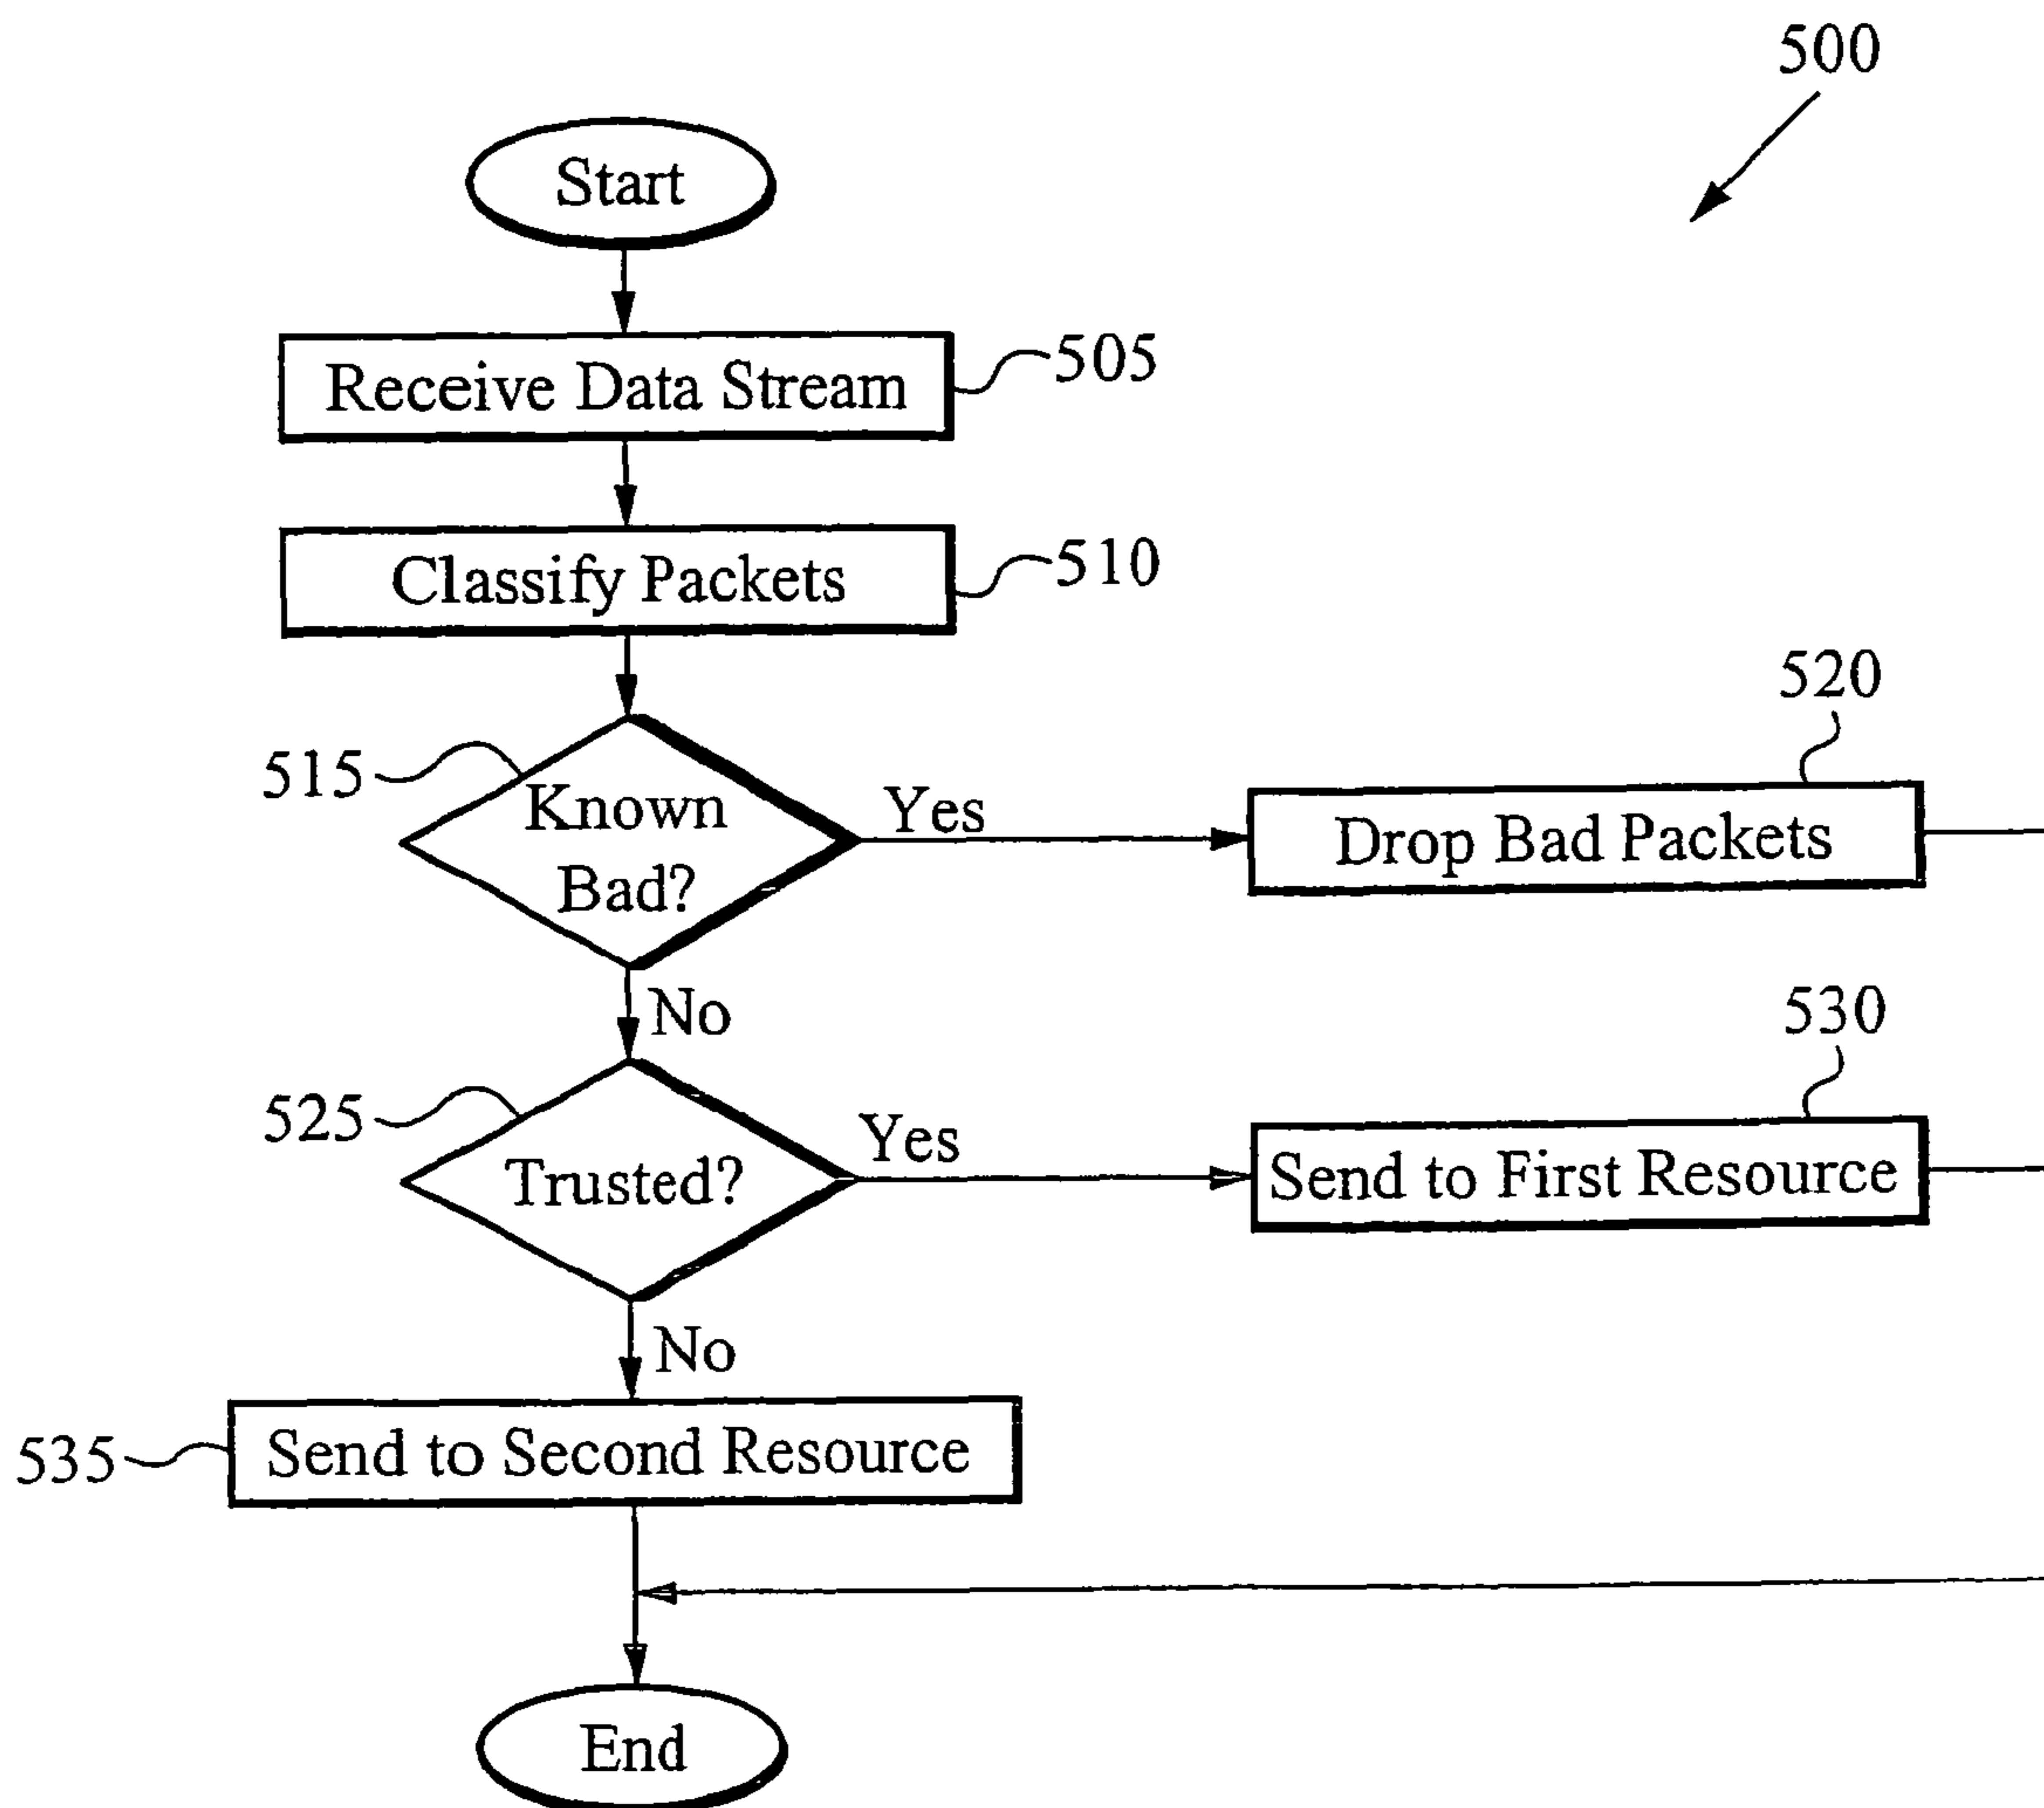 500
Start
Receive Data Stream
505
Classify Packets
510
515
Known
Bad?
Yes
520
Drop Bad Packets
No
525
Trusted?
Yes
530
Send to First Resource
No
535
Send to Second Resource
End